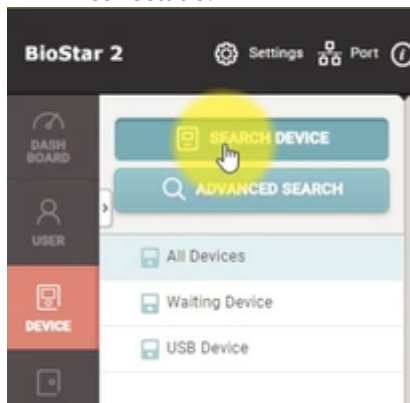 BioStar 2
Settings
Port
DASH
BOARD
SEARCH DEVICE
ADVANCED SEARCH
USER
All Devices
Waiting Device
DEVICE
USB Device